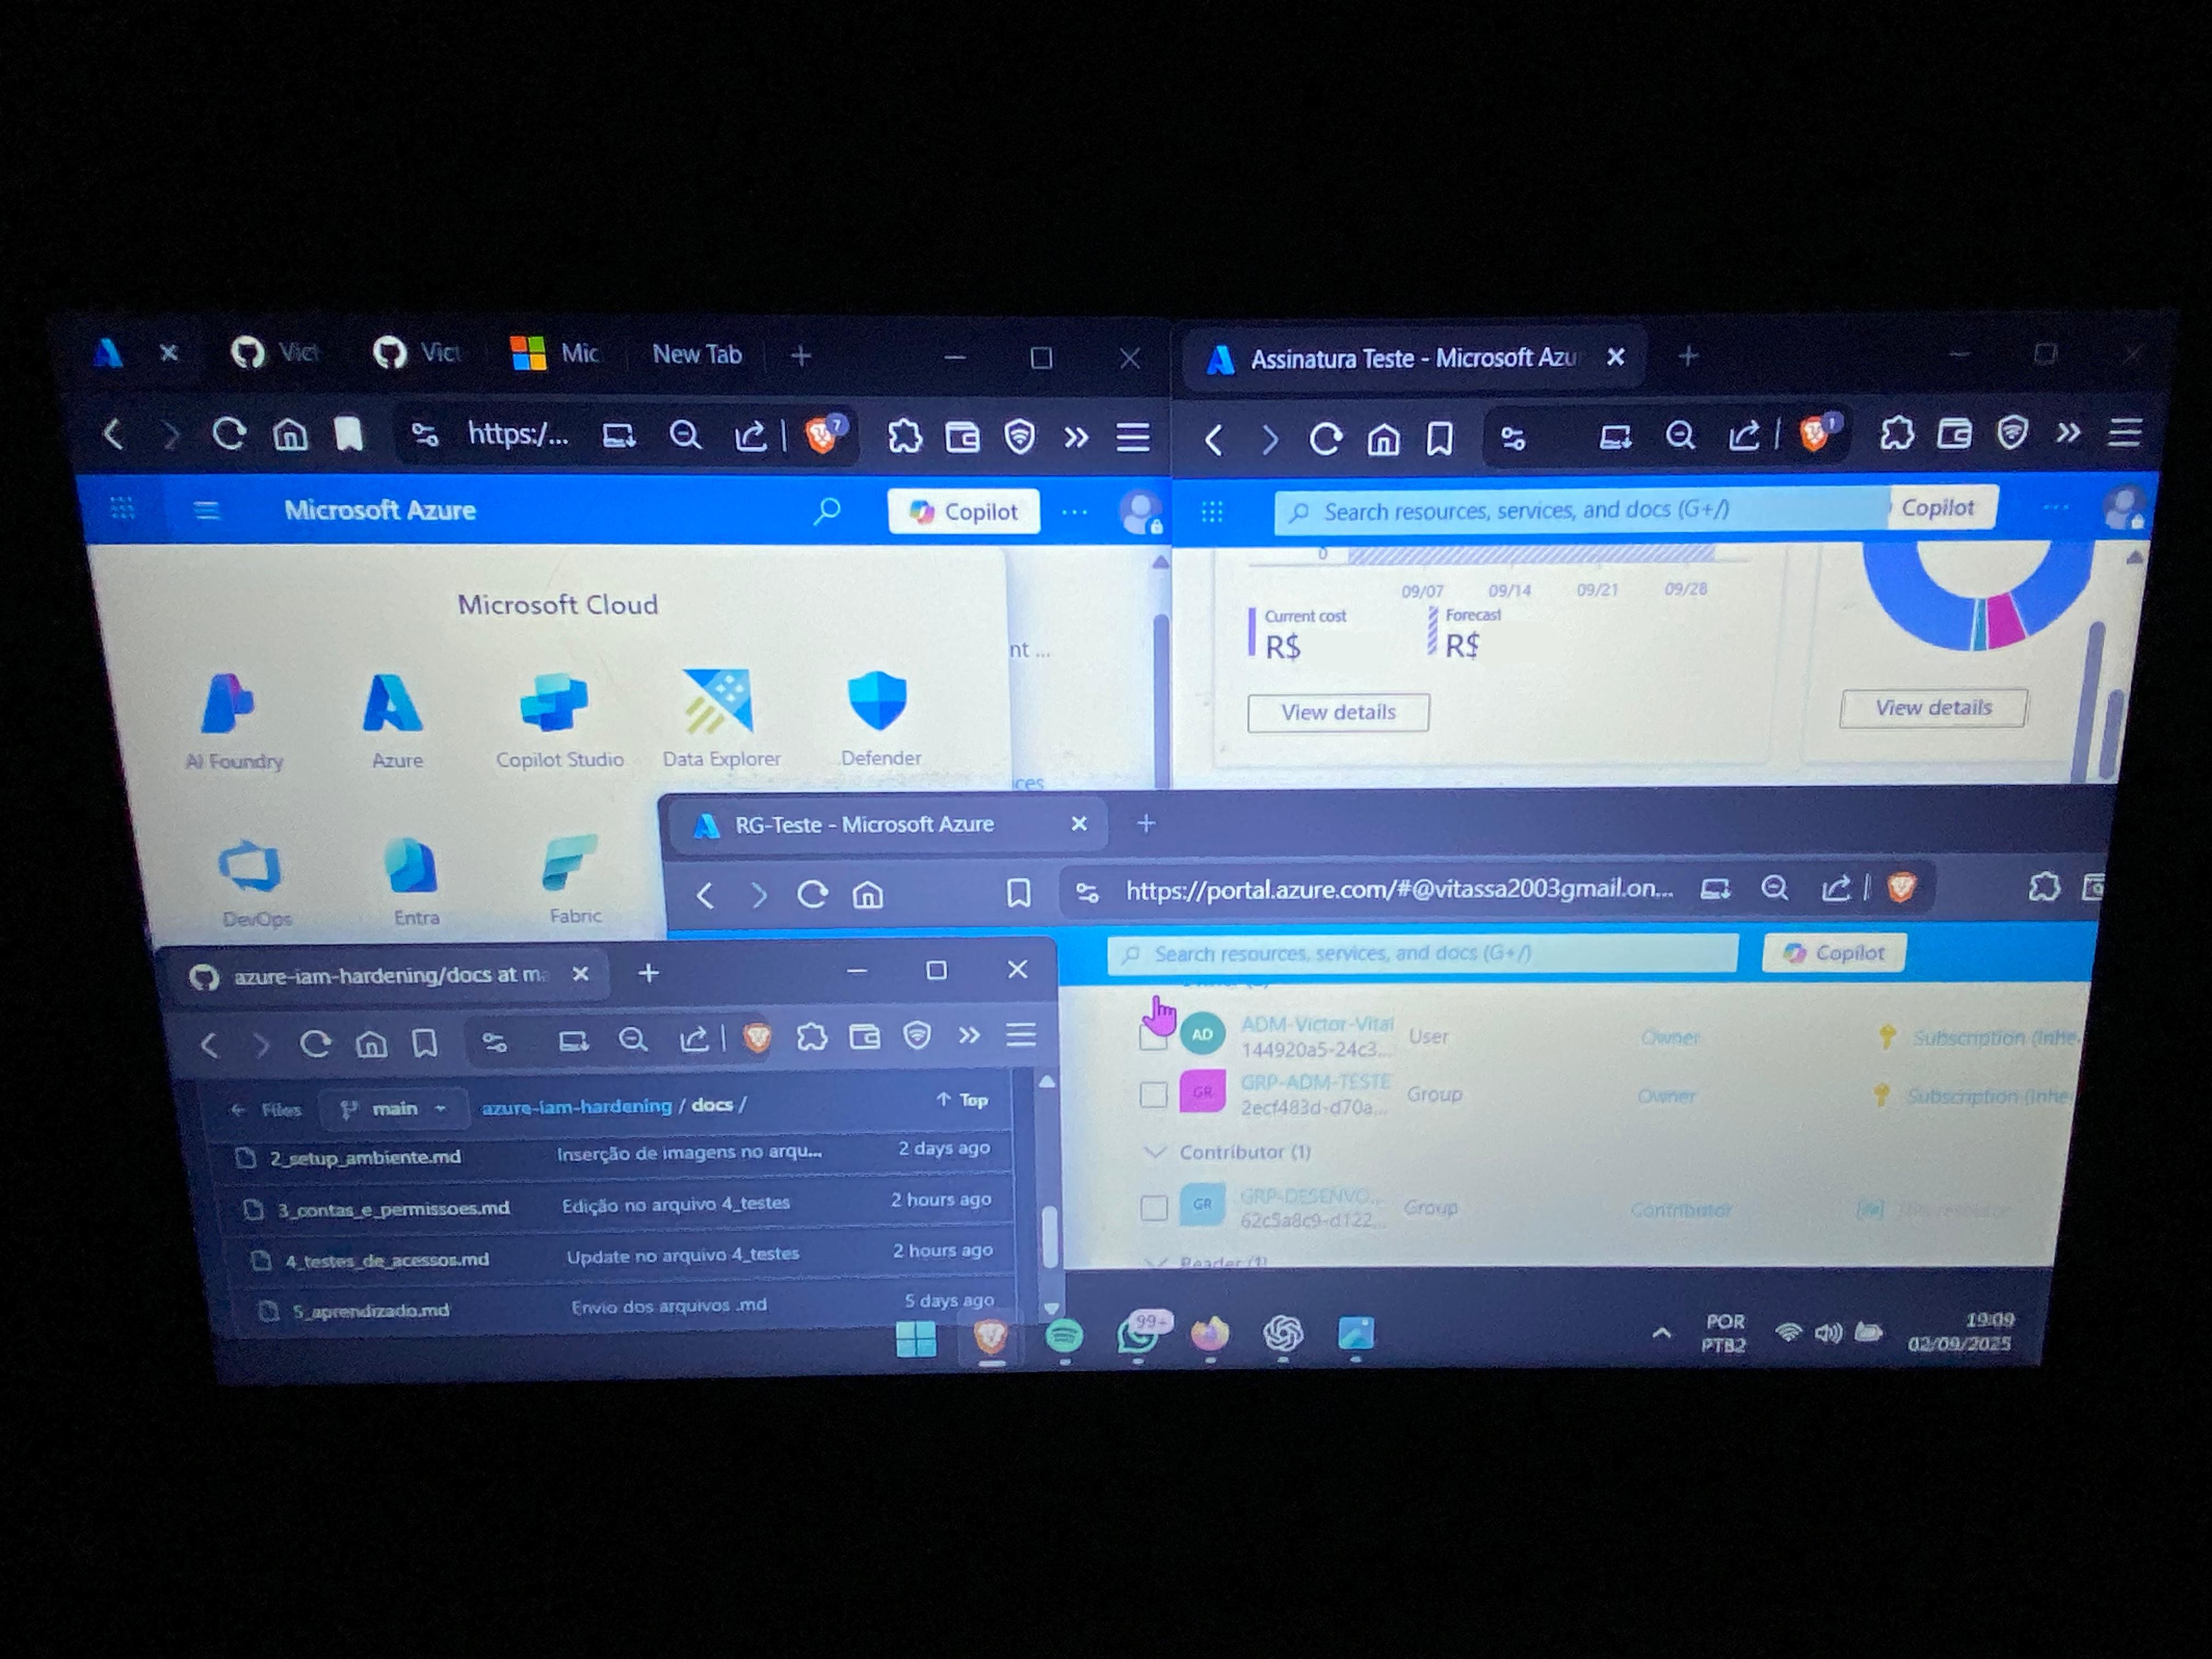 Vict
Vict
Mic
New Tab
https:/...
7
Microsoft Azure
Copilot
Microsoft Cloud
nt ...
AI Foundry
Azure
Copilot Studio
Data Explorer
Defender
ces
DevOps
Entra
Fabric
Assinatura Teste - Microsoft Azu
1
Search resources, services, and docs (G+/)
Copilot
0
09/07 09/14 09/21 09/28
Current cost
R$
Forecast
R$
View details
View details
RG-Teste - Microsoft Azure
https://portal.azure.com/#@vitassa2003gmail.on...
Search resources, services, and docs (G+/)
Copilot
AD ADM-Victor-Vital User Owner Subscription (Inhe
144920a5-24c3...
GR GRP-ADM-TESTE Group Owner Subscription (Inhe
2ecf483d-d70a...
Contributor (1)
GR GRP-DESENVO... Group Contributor
62c5a8c9-d122...
Reader (1)
azure-iam-hardening/docs at ma
Files main azure-iam-hardening / docs / Top
2_setup_ambiente.md Inserção de imagens no arqu... 2 days ago
3_contas_e_permissoes.md Edição no arquivo 4_testes 2 hours ago
4_testes_de_acessos.md Update no arquivo 4_testes 2 hours ago
5_aprendizado.md Envio dos arquivos .md 5 days ago
99+
POR
PTB2
19:09
02/09/2025